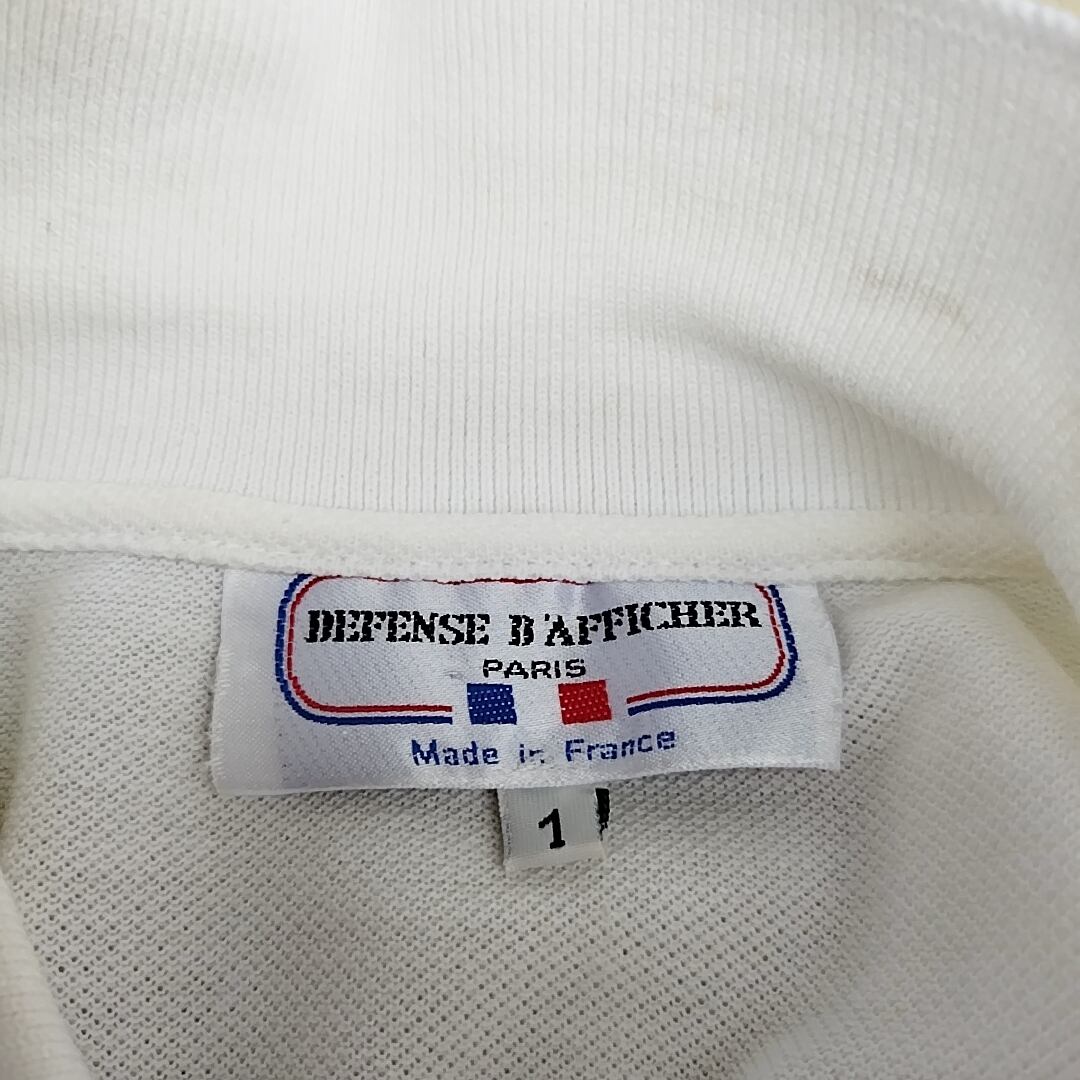 DEFENSE D'AFFICHER
PARIS
Made in France
1